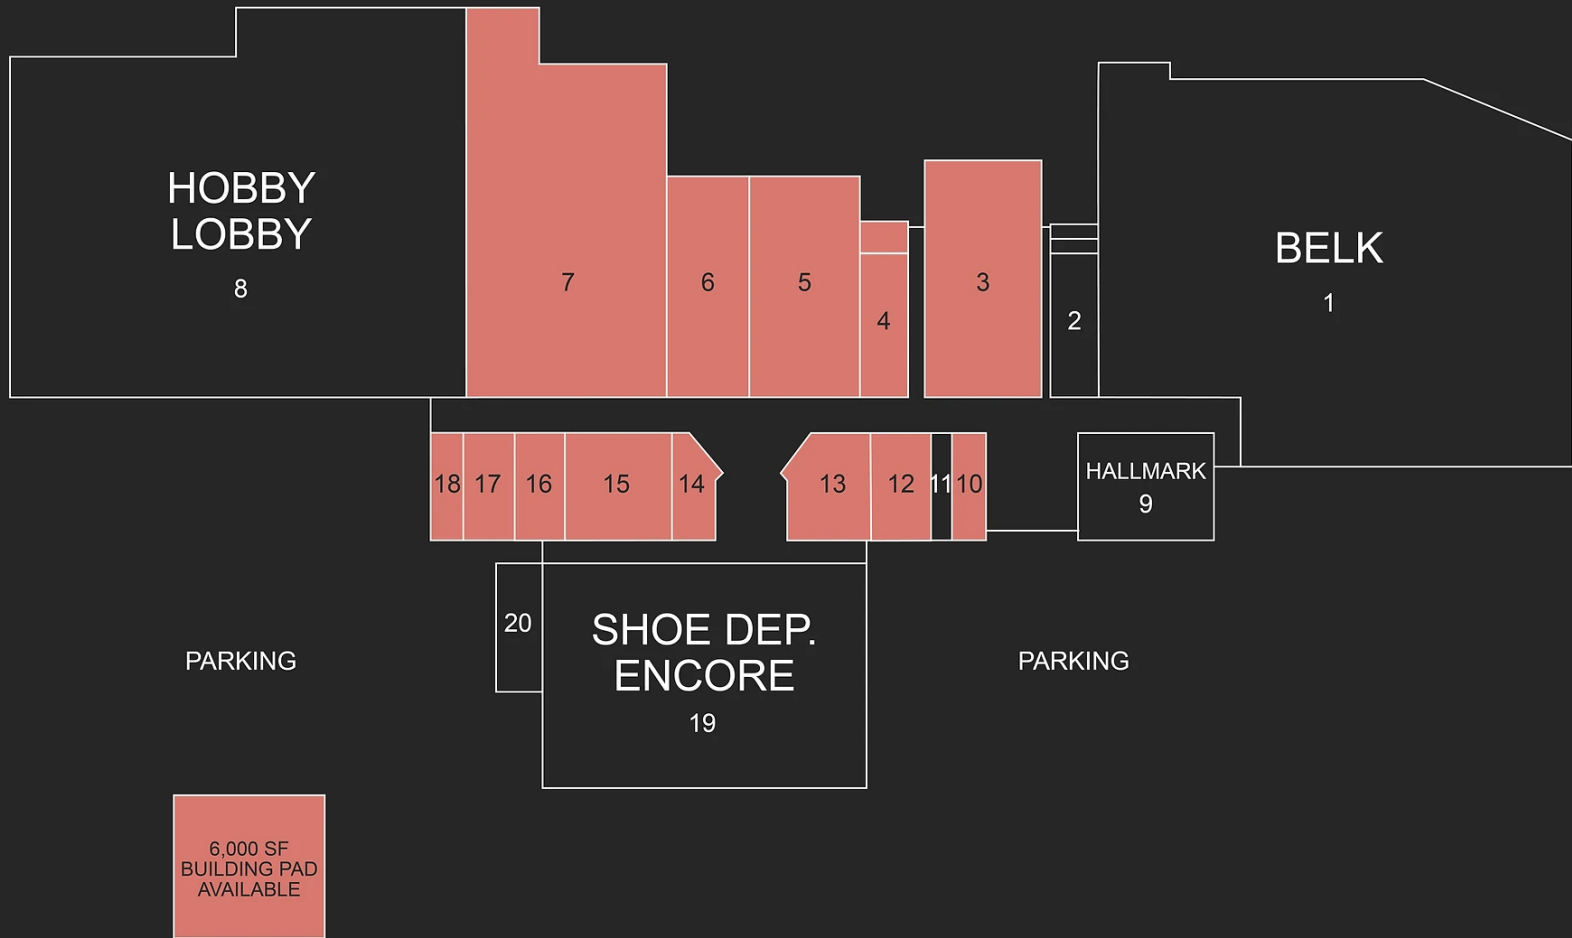 HOBBY
LOBBY
8
7
6
5
4
3
2
BELK
1
18
17
16
15
14
13
12
11
10
HALLMARK
9
20
SHOE DEP.
ENCORE
19
PARKING
PARKING
6,000 SF
BUILDING PAD
AVAILABLE